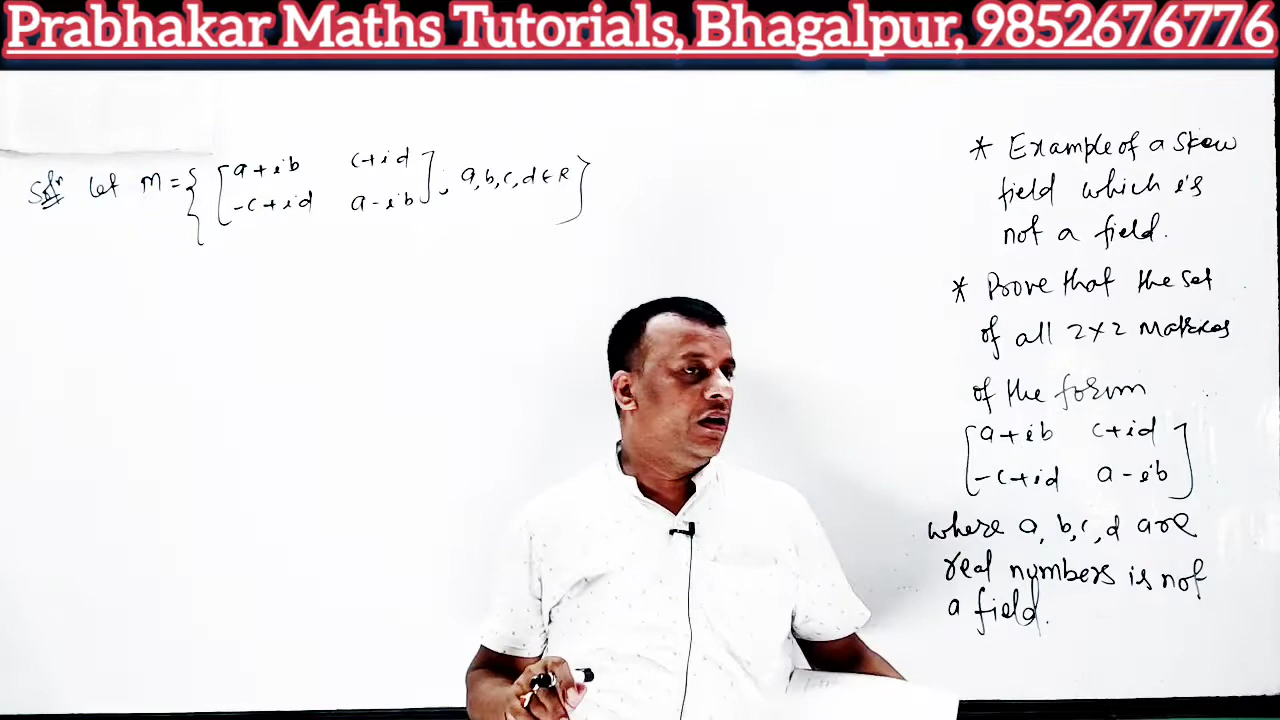 Prabhakar Maths Tutorials, Bhagalpur, 9852676776
Solⁿ Let M = { [ a+ib c+id
-c+id a-ib ] ; a,b,c,d ∈ R }
* Example of a Skew
field which is
not a field.
* Prove that the set
of all 2×2 Matrices
of the form
[ a+ib c+id
-c+id a-ib ]
where a, b,c,d are
real numbers is not
a field.